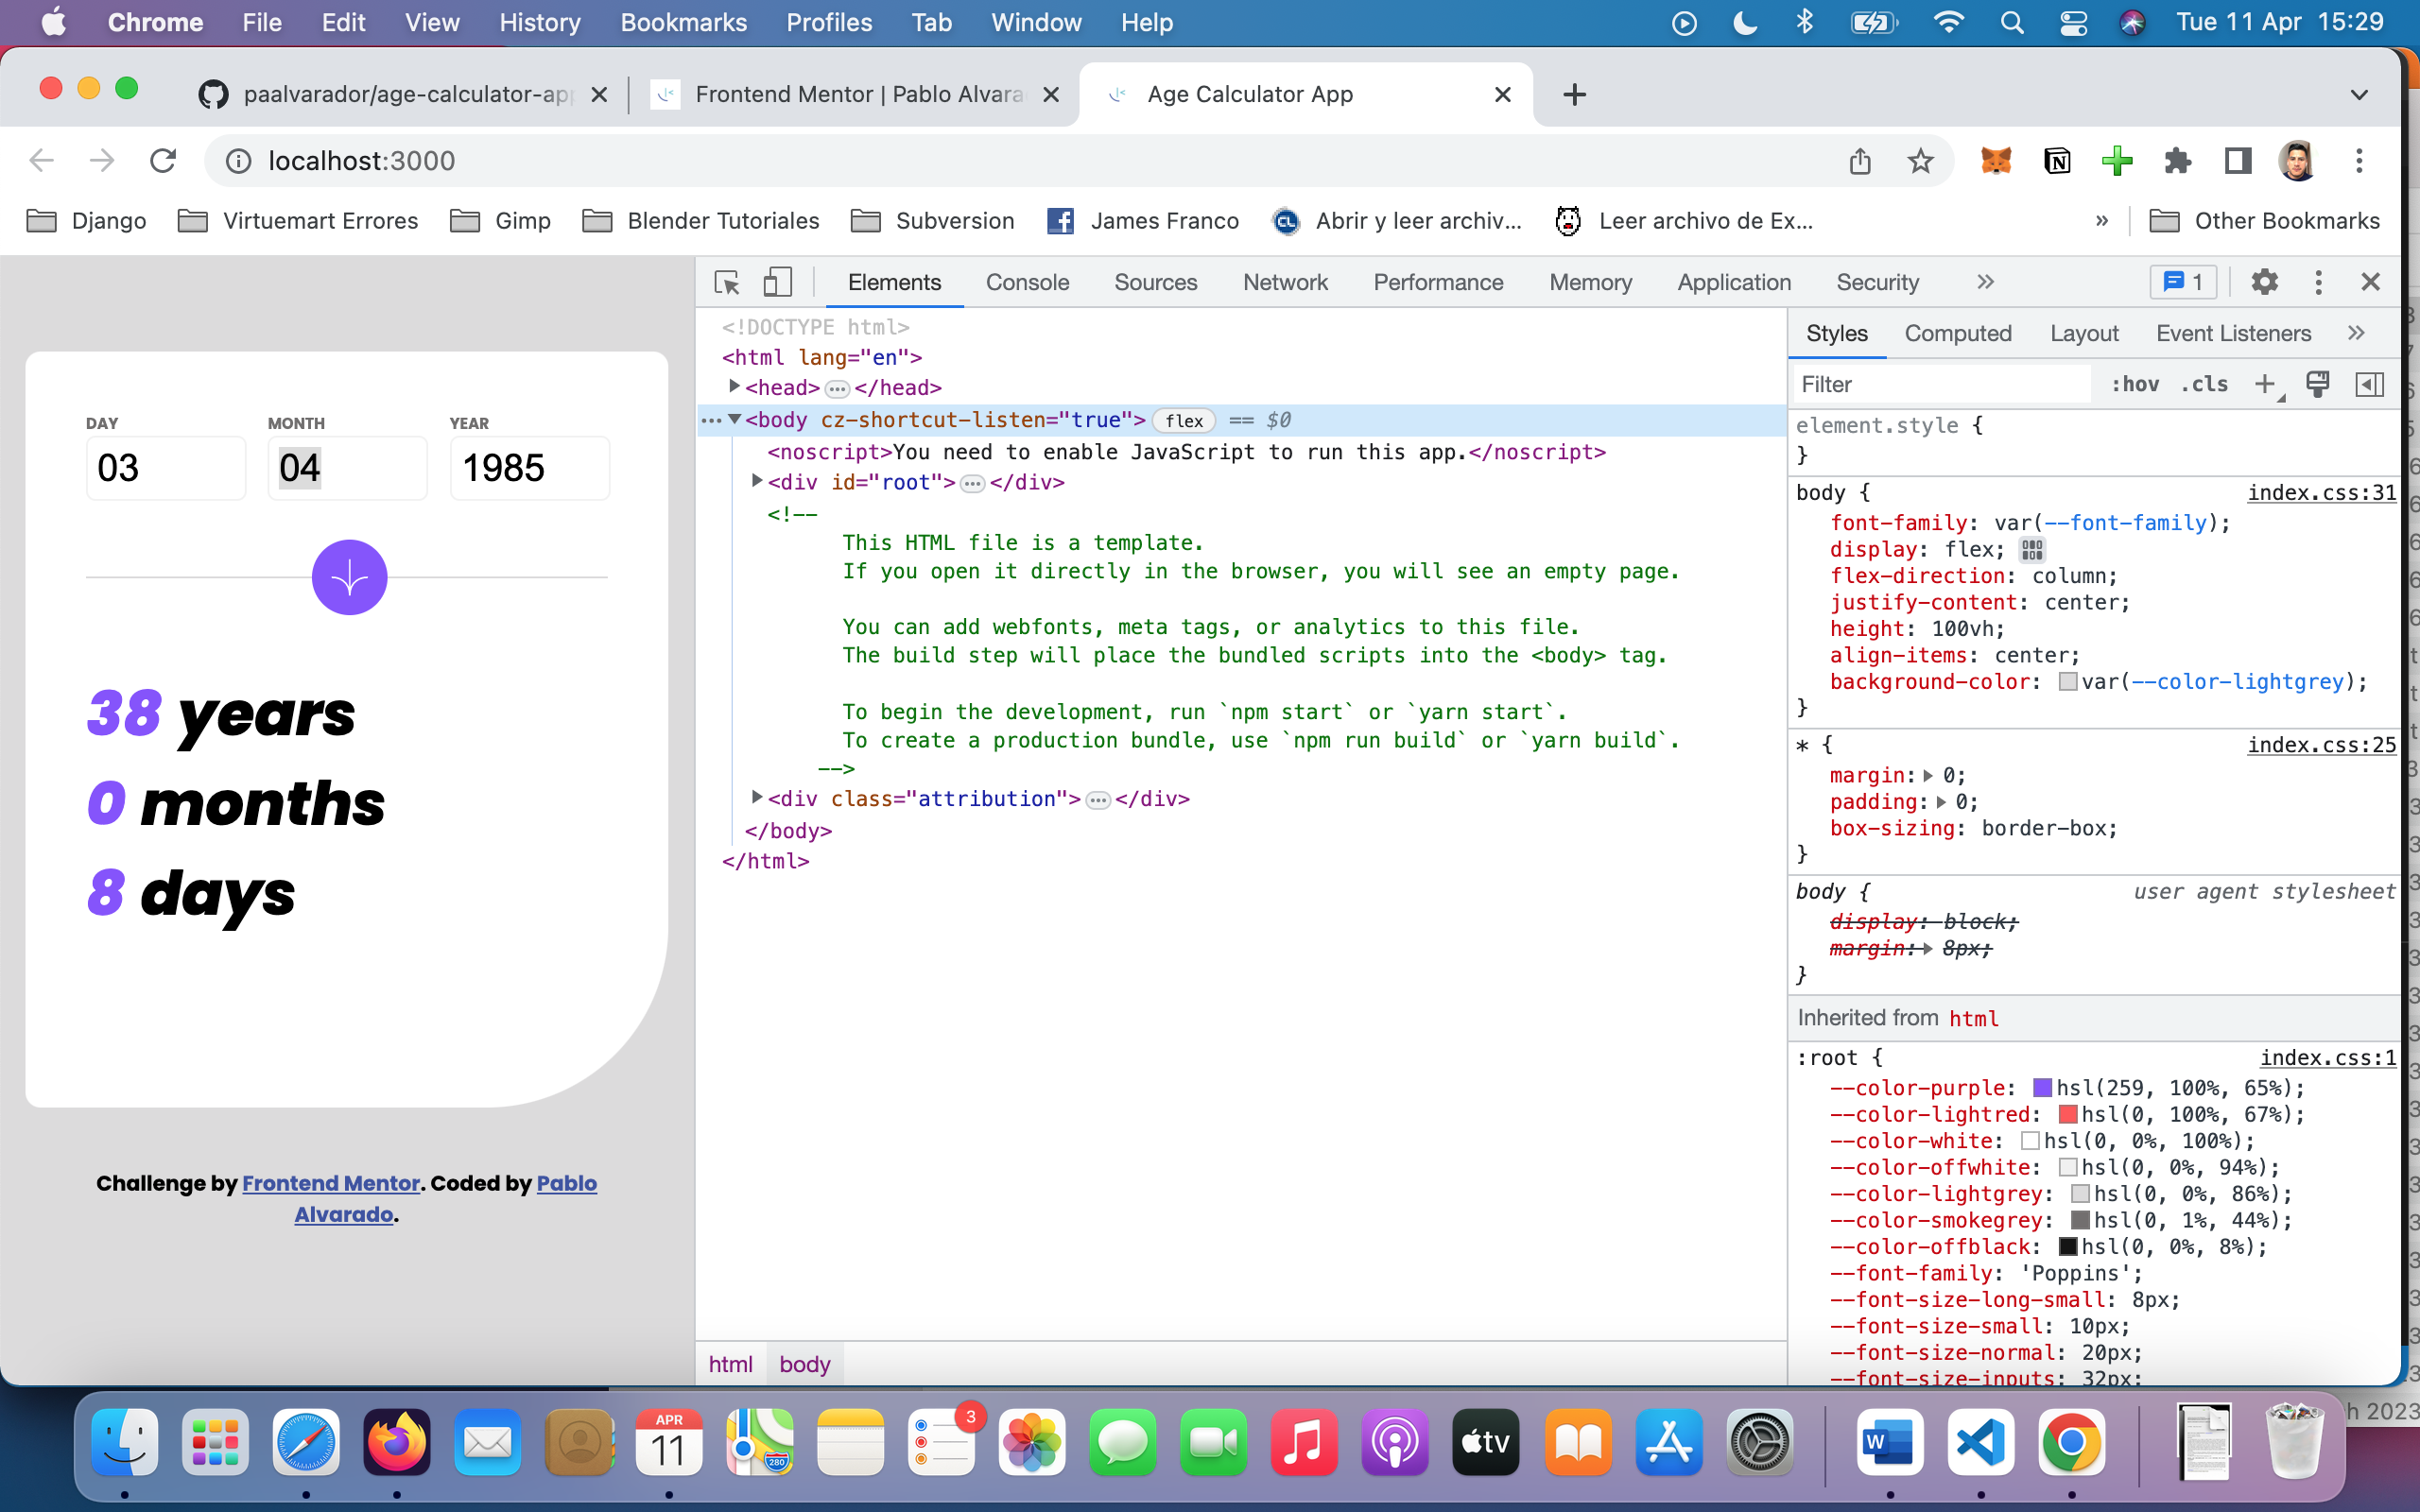 Chrome File Edit View History Bookmarks Profiles Tab Window Help Tue 11 Apr 15:29
paalvarador/age-calculator-app Frontend Mentor | Pablo Alvara Age Calculator App
localhost:3000
Django Virtuemart Errores Gimp Blender Tutoriales Subversion James Franco Abrir y leer archiv... Leer archivo de Ex... » Other Bookmarks
DAY MONTH YEAR
03 04 1985
38 years
0 months
8 days
Challenge by Frontend Mentor. Coded by Pablo
Alvarado.
Elements Console Sources Network Performance Memory Application Security » 1
<!DOCTYPE html>
<html lang="en">
<head>…</head>
<body cz-shortcut-listen="true"> flex == $0
<noscript>You need to enable JavaScript to run this app.</noscript>
<div id="root">…</div>
<!--
This HTML file is a template.
If you open it directly in the browser, you will see an empty page.
You can add webfonts, meta tags, or analytics to this file.
The build step will place the bundled scripts into the <body> tag.
To begin the development, run `npm start` or `yarn start`.
To create a production bundle, use `npm run build` or `yarn build`.
-->
<div class="attribution">…</div>
</body>
</html>
html body
Styles Computed Layout Event Listeners »
Filter :hov .cls
element.style {
}
body { index.css:31
font-family: var(--font-family);
display: flex;
flex-direction: column;
justify-content: center;
height: 100vh;
align-items: center;
background-color: var(--color-lightgrey);
}
* { index.css:25
margin: 0;
padding: 0;
box-sizing: border-box;
}
body { user agent stylesheet
display: block;
margin: 8px;
}
Inherited from html
:root { index.css:1
--color-purple: hsl(259, 100%, 65%);
--color-lightred: hsl(0, 100%, 67%);
--color-white: hsl(0, 0%, 100%);
--color-offwhite: hsl(0, 0%, 94%);
--color-lightgrey: hsl(0, 0%, 86%);
--color-smokegrey: hsl(0, 1%, 44%);
--color-offblack: hsl(0, 0%, 8%);
--font-family: 'Poppins';
--font-size-long-small: 8px;
--font-size-small: 10px;
--font-size-normal: 20px;
--font-size-inputs: 32px;
h 2023
APR
11
280
3
tv
W